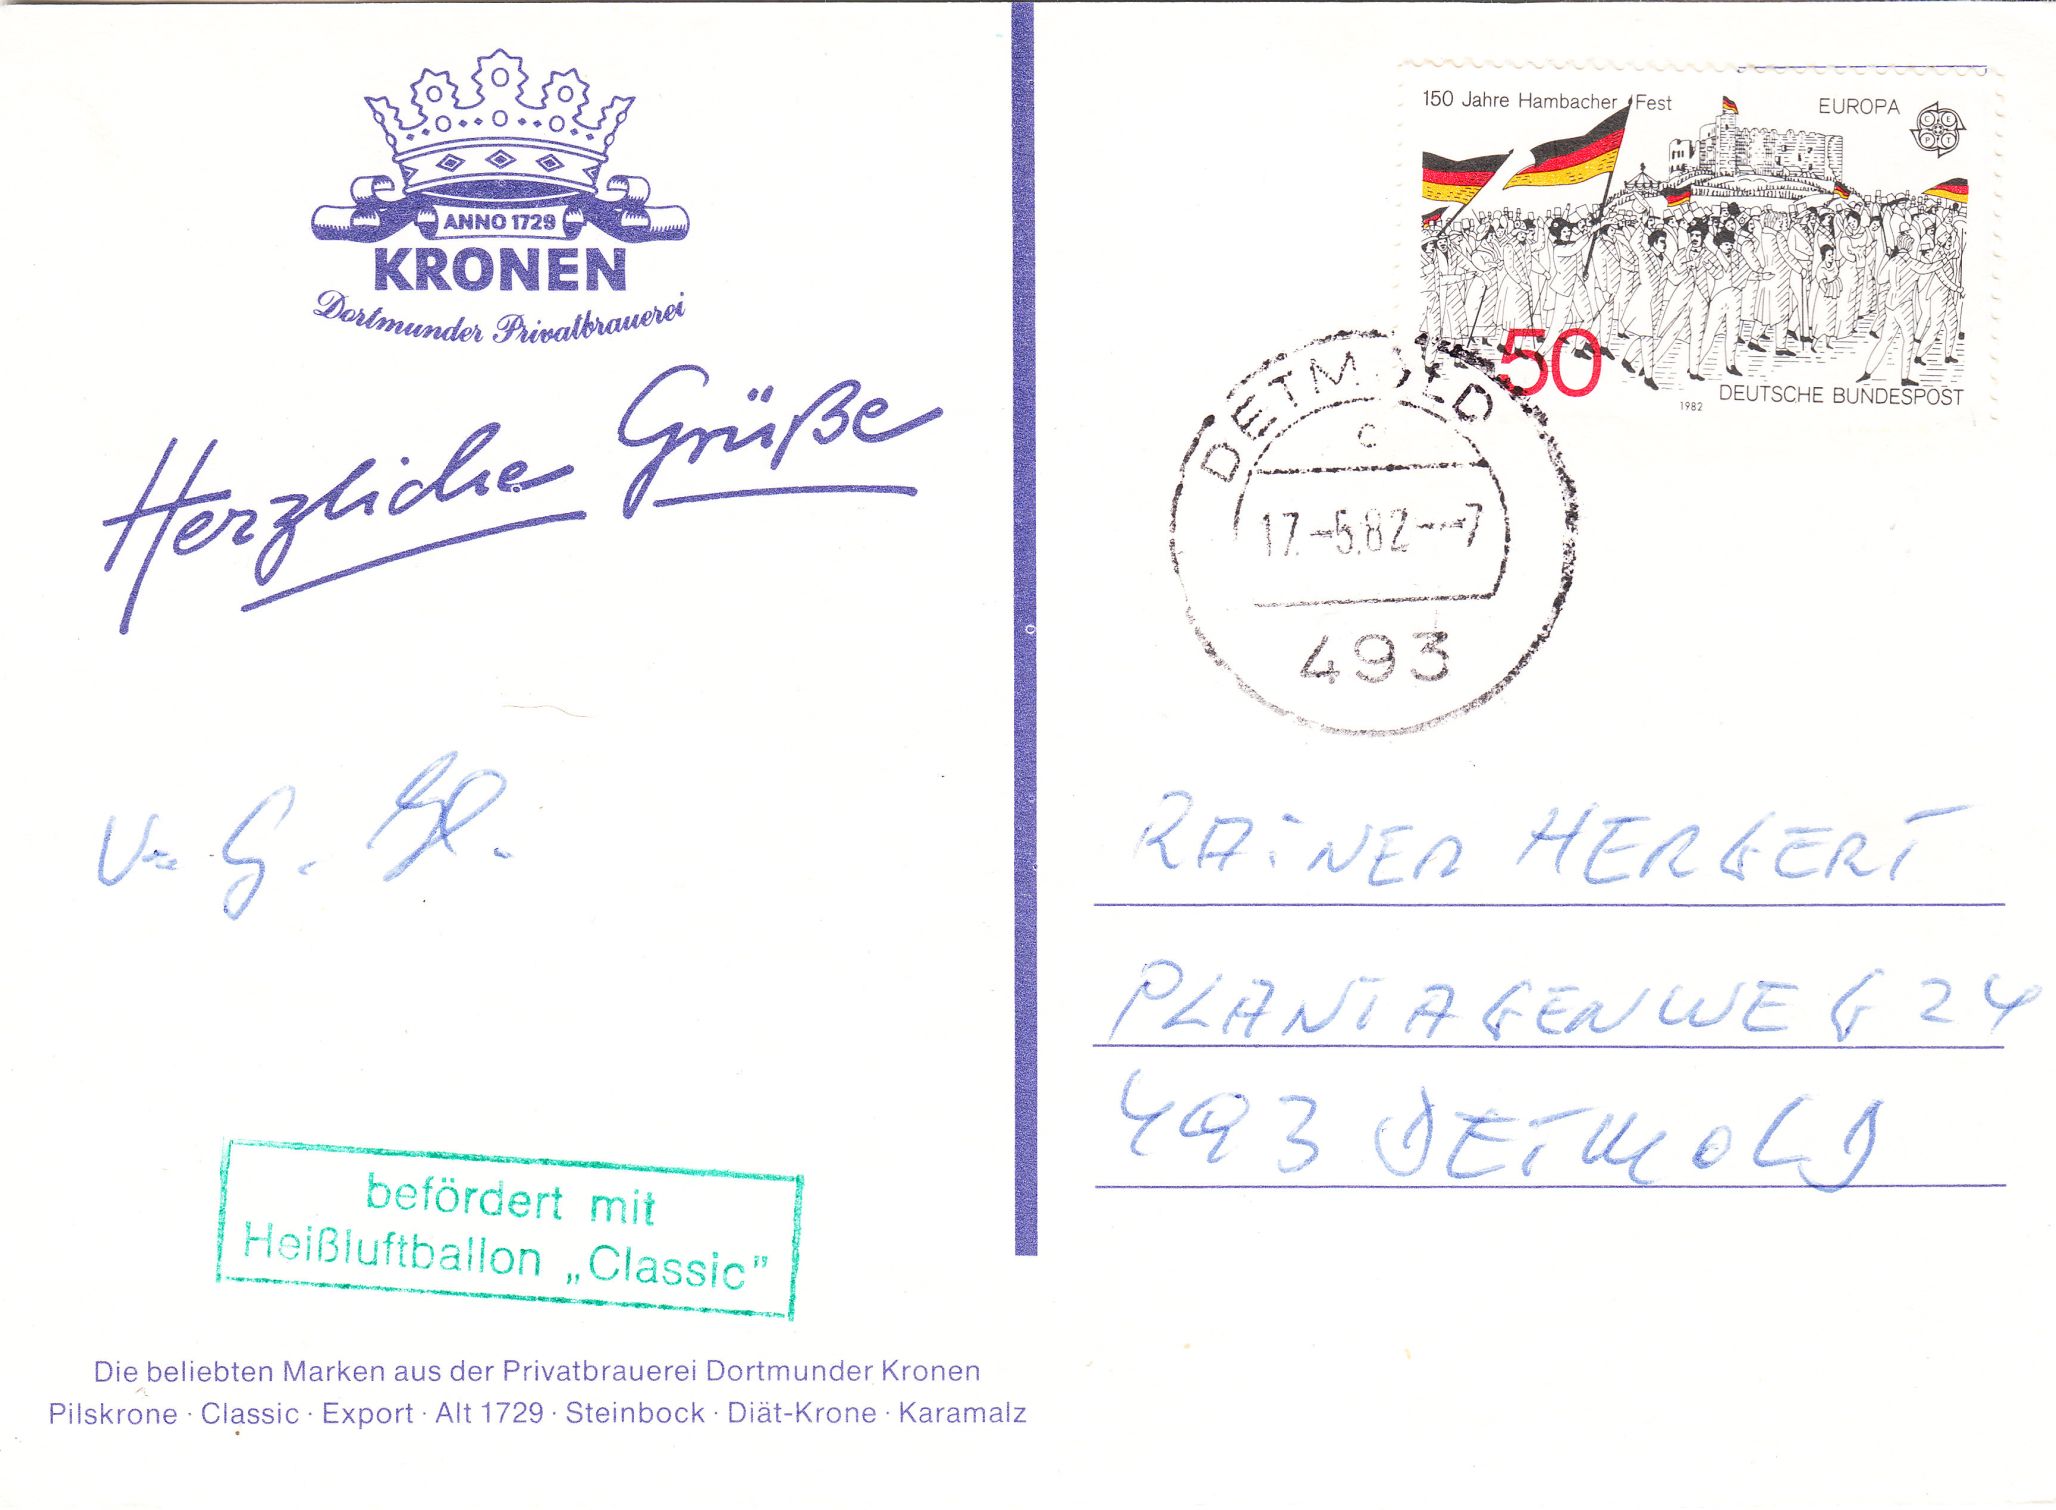 ANNO 1729
KRONEN
Dortmunder Privatbrauerei
Herzliche Grüße
150 Jahre Hambacher Fest
EUROPA
CEPT
50
1982
DEUTSCHE BUNDESPOST
DETMOLD
c
17.-5.82--7
493
RAINER HERGERT
PLANTAGENWEG 24
493 DETMOLD
befördert mit
Heißluftballon „Classic”
Die beliebten Marken aus der Privatbrauerei Dortmunder Kronen
Pilskrone · Classic · Export · Alt 1729 · Steinbock · Diät-Krone · Karamalz